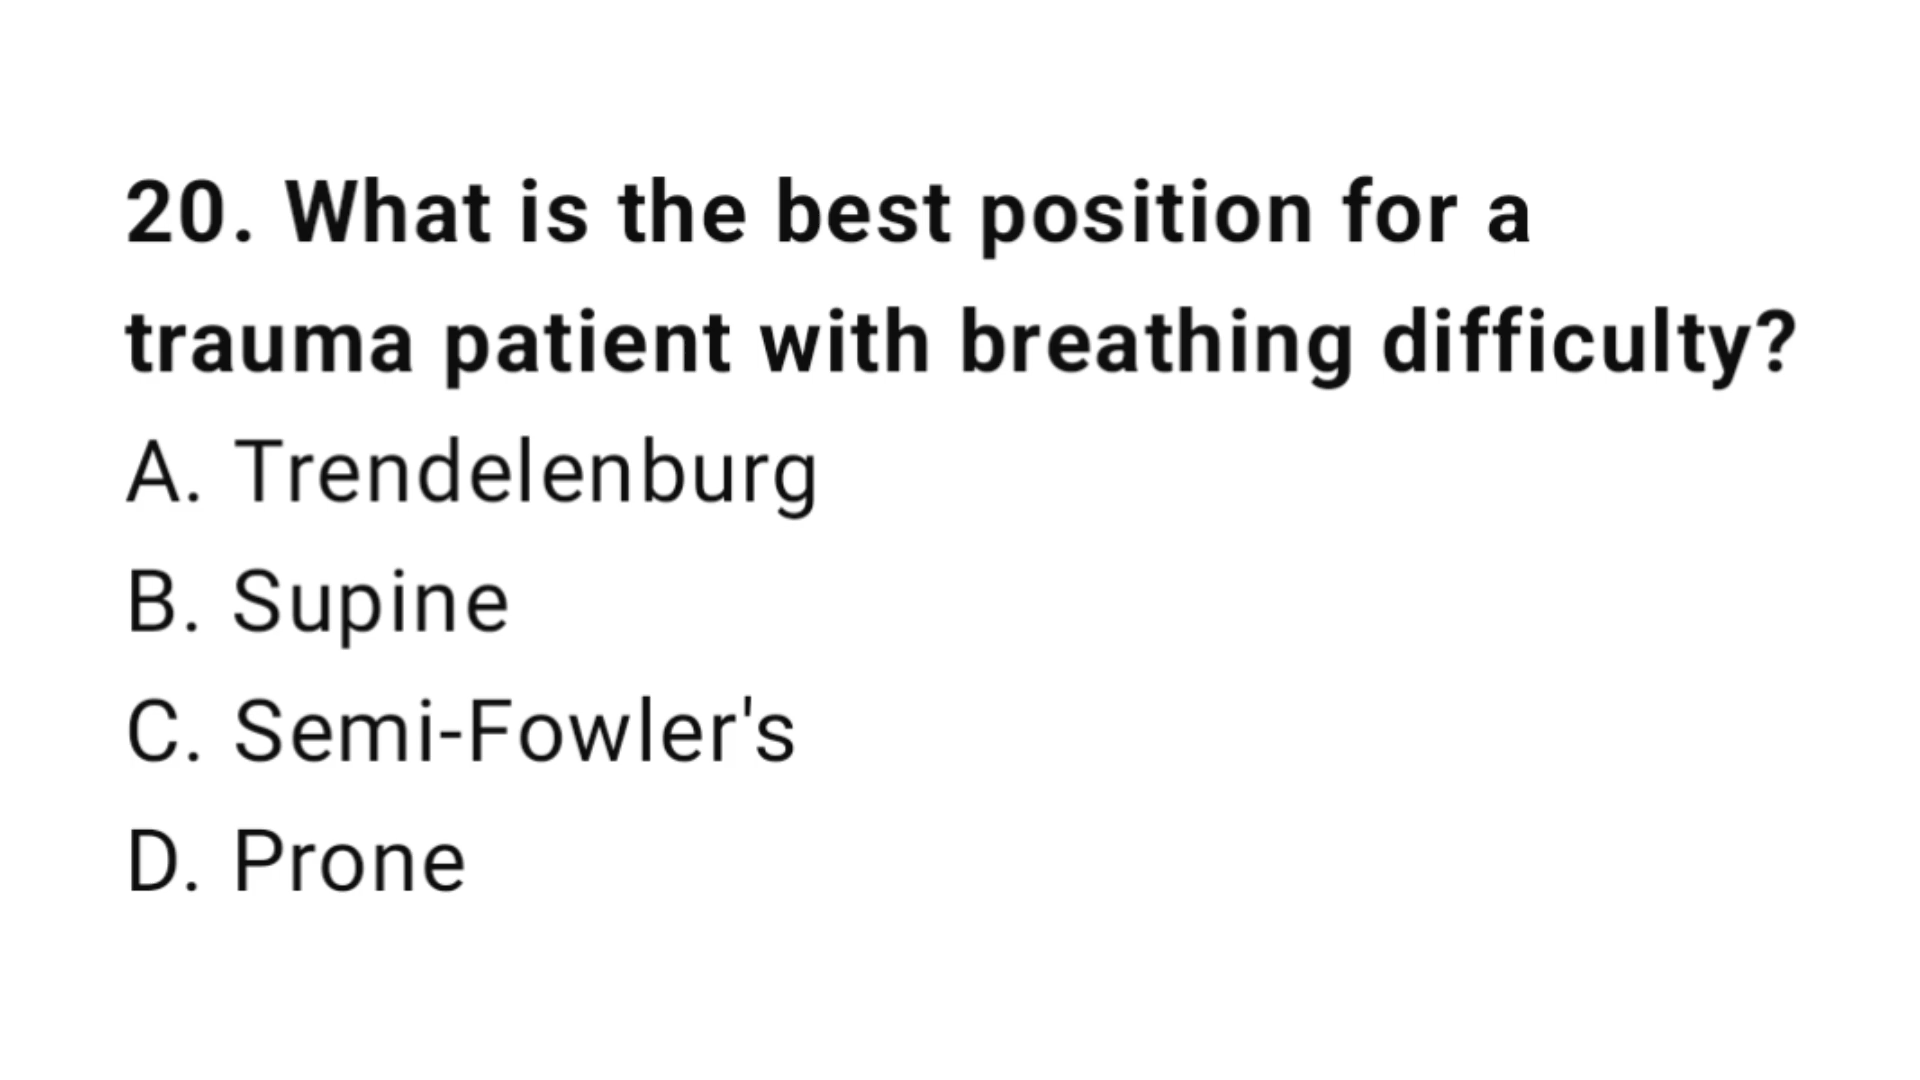 20. What is the best position for a
trauma patient with breathing difficulty?
A. Trendelenburg
B. Supine
C. Semi-Fowler's
D. Prone